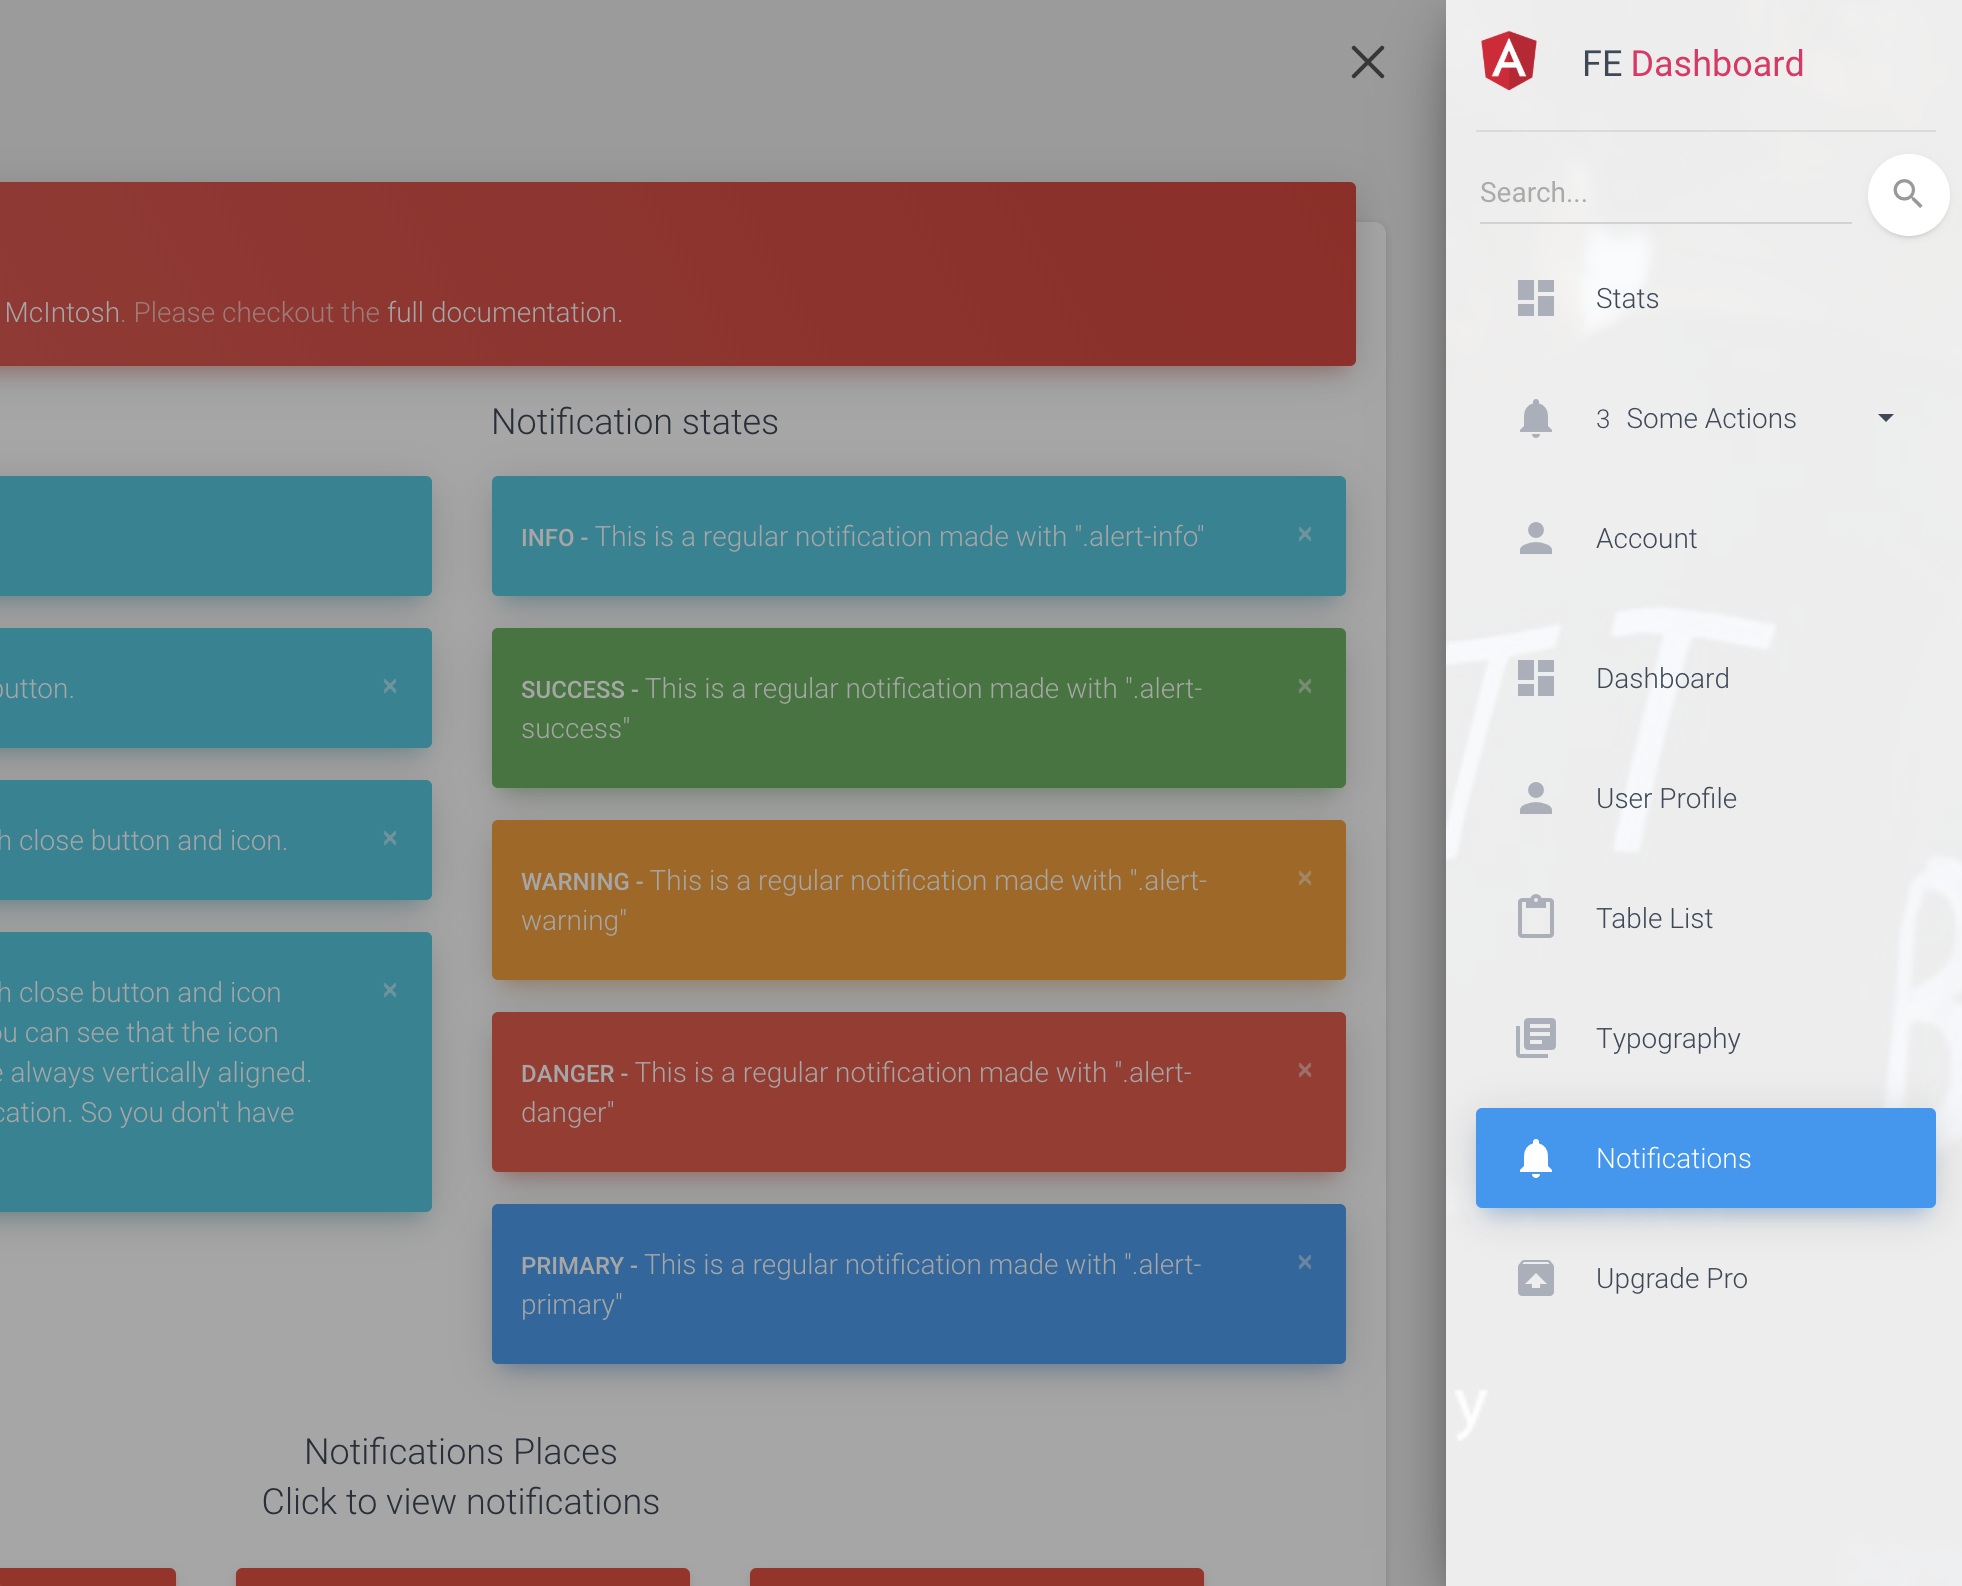 McIntosh. Please checkout the full documentation.
button.
close button and icon.
close button and icon
can see that the icon
always vertically aligned.
So you don't have
Notification states
INFO - This is a regular notification made with ".alert-info"
SUCCESS - This is a regular notification made with ".alert-
success"
WARNING - This is a regular notification made with ".alert-
warning"
DANGER - This is a regular notification made with ".alert-
danger"
PRIMARY - This is a regular notification made with ".alert-
primary"
Notifications Places
Click to view notifications
FE Dashboard
Search...
Stats
3 Some Actions
Account
Dashboard
User Profile
Table List
Typography
Notifications
Upgrade Pro